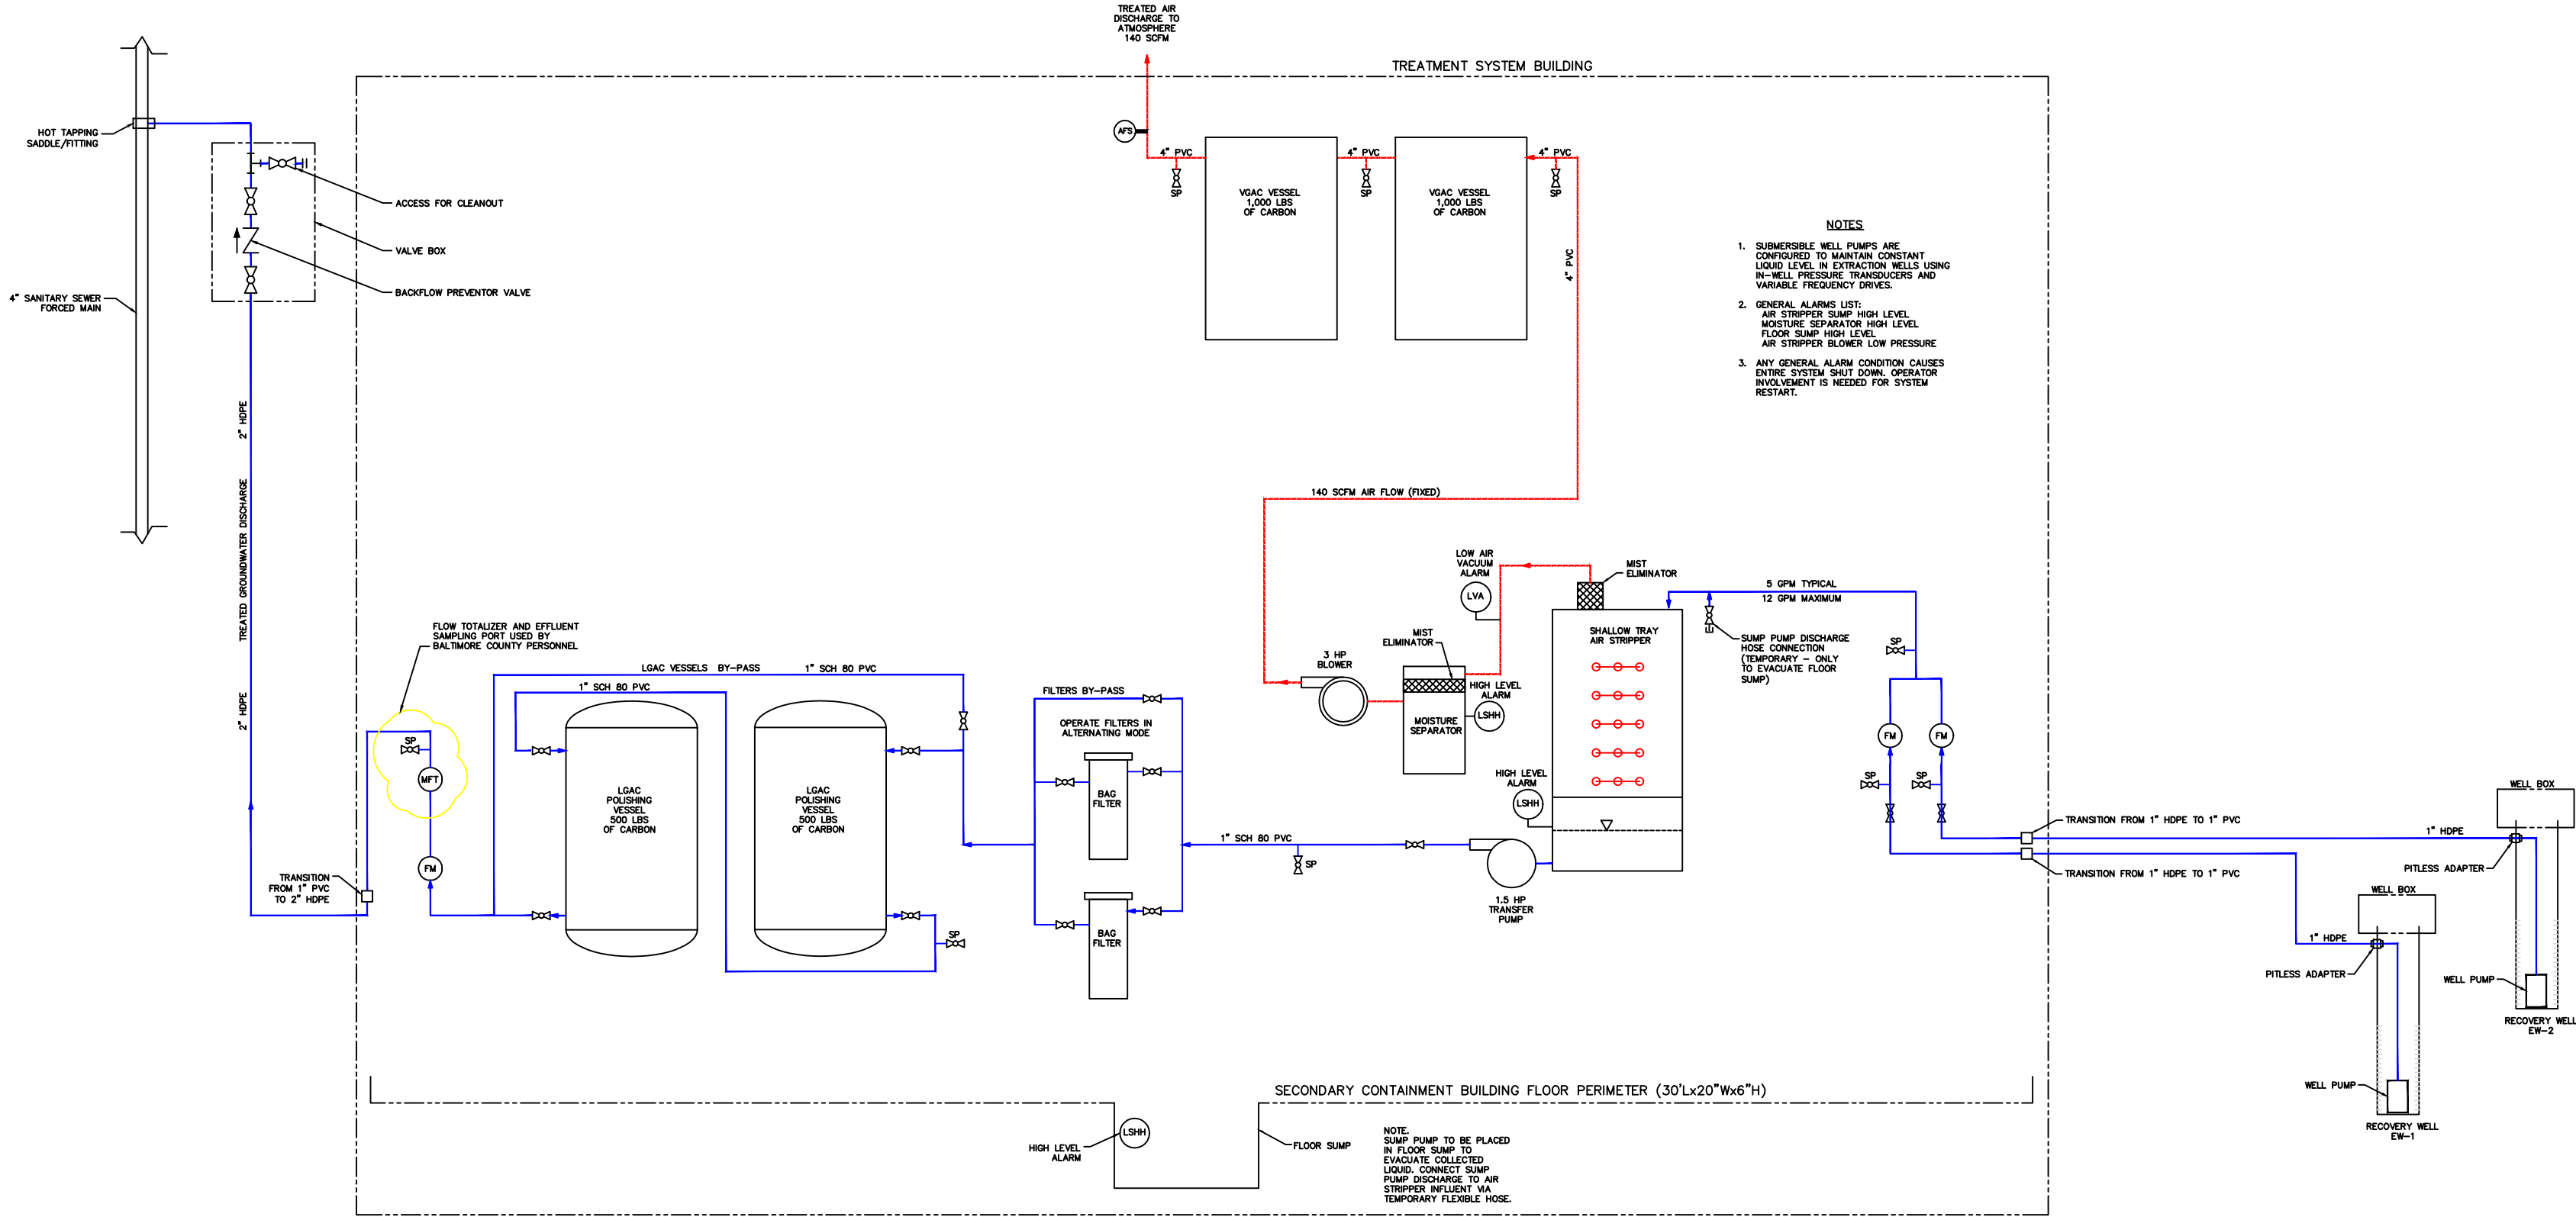 TREATED AIR
DISCHARGE TO
ATMOSPHERE
140 SCFM
TREATMENT SYSTEM BUILDING
HOT TAPPING
SADDLE/FITTING
ACCESS FOR CLEANOUT
VALVE BOX
BACKFLOW PREVENTOR VALVE
4" SANITARY SEWER
FORCED MAIN
2" HDPE
TREATED GROUNDWATER DISCHARGE
2" HDPE
AFS
4" PVC
SP
4" PVC
SP
4" PVC
SP
VGAC VESSEL
1,000 LBS
OF CARBON
VGAC VESSEL
1,000 LBS
OF CARBON
4" PVC
140 SCFM AIR FLOW (FIXED)
NOTES
1. SUBMERSIBLE WELL PUMPS ARE
CONFIGURED TO MAINTAIN CONSTANT
LIQUID LEVEL IN EXTRACTION WELLS USING
IN-WELL PRESSURE TRANSDUCERS AND
VARIABLE FREQUENCY DRIVES.
2. GENERAL ALARMS LIST:
AIR STRIPPER SUMP HIGH LEVEL
MOISTURE SEPARATOR HIGH LEVEL
FLOOR SUMP HIGH LEVEL
AIR STRIPPER BLOWER LOW PRESSURE
3. ANY GENERAL ALARM CONDITION CAUSES
ENTIRE SYSTEM SHUT DOWN. OPERATOR
INVOLVEMENT IS NEEDED FOR SYSTEM
RESTART.
FLOW TOTALIZER AND EFFLUENT
SAMPLING PORT USED BY
BALTIMORE COUNTY PERSONNEL
SP
MFT
FM
TRANSITION
FROM 1" PVC
TO 2" HDPE
LGAC VESSELS BY-PASS
1" SCH 80 PVC
1" SCH 80 PVC
LGAC
POLISHING
VESSEL
500 LBS
OF CARBON
LGAC
POLISHING
VESSEL
500 LBS
OF CARBON
SP
FILTERS BY-PASS
OPERATE FILTERS IN
ALTERNATING MODE
BAG
FILTER
BAG
FILTER
1" SCH 80 PVC
SP
3 HP
BLOWER
LOW AIR
VACUUM
ALARM
LVA
MIST
ELIMINATOR
MOISTURE
SEPARATOR
HIGH LEVEL
ALARM
LSHH
HIGH LEVEL
ALARM
LSHH
1.5 HP
TRANSFER
PUMP
MIST
ELIMINATOR
SHALLOW TRAY
AIR STRIPPER
5 GPM TYPICAL
12 GPM MAXIMUM
SUMP PUMP DISCHARGE
HOSE CONNECTION
(TEMPORARY - ONLY
TO EVACUATE FLOOR
SUMP)
SP
FM
FM
SP
SP
TRANSITION FROM 1" HDPE TO 1" PVC
TRANSITION FROM 1" HDPE TO 1" PVC
WELL BOX
1" HDPE
PITLESS ADAPTER
WELL PUMP
RECOVERY WELL
EW-2
WELL BOX
1" HDPE
PITLESS ADAPTER
WELL PUMP
RECOVERY WELL
EW-1
SECONDARY CONTAINMENT BUILDING FLOOR PERIMETER (30'Lx20"Wx6"H)
LSHH
HIGH LEVEL
ALARM
FLOOR SUMP
NOTE.
SUMP PUMP TO BE PLACED
IN FLOOR SUMP TO
EVACUATE COLLECTED
LIQUID. CONNECT SUMP
PUMP DISCHARGE TO AIR
STRIPPER INFLUENT VIA
TEMPORARY FLEXIBLE HOSE.